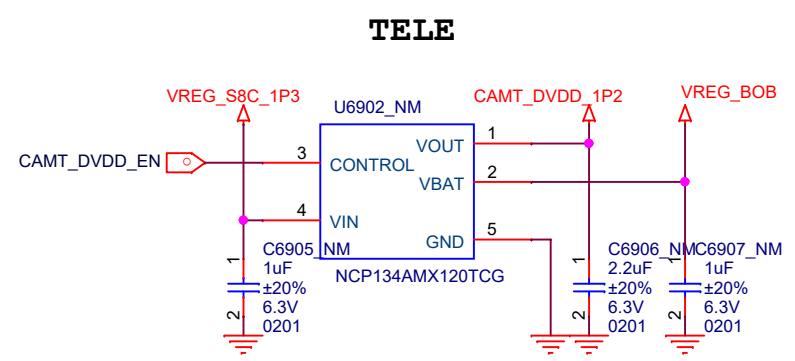 TELE
VREG_S8C_1P3
U6902_NM
CAMT_DVDD_1P2
VREG_BOB
CAMT_DVDD_EN
3
CONTROL
VOUT
1
VBAT
2
4
VIN
GND
5
NCP134AMX120TCG
C6905_NM
1
1uF
±20%
6.3V
2
0201
C6906_NM
1
2.2uF
±20%
6.3V
2
0201
C6907_NM
1
1uF
±20%
6.3V
2
0201